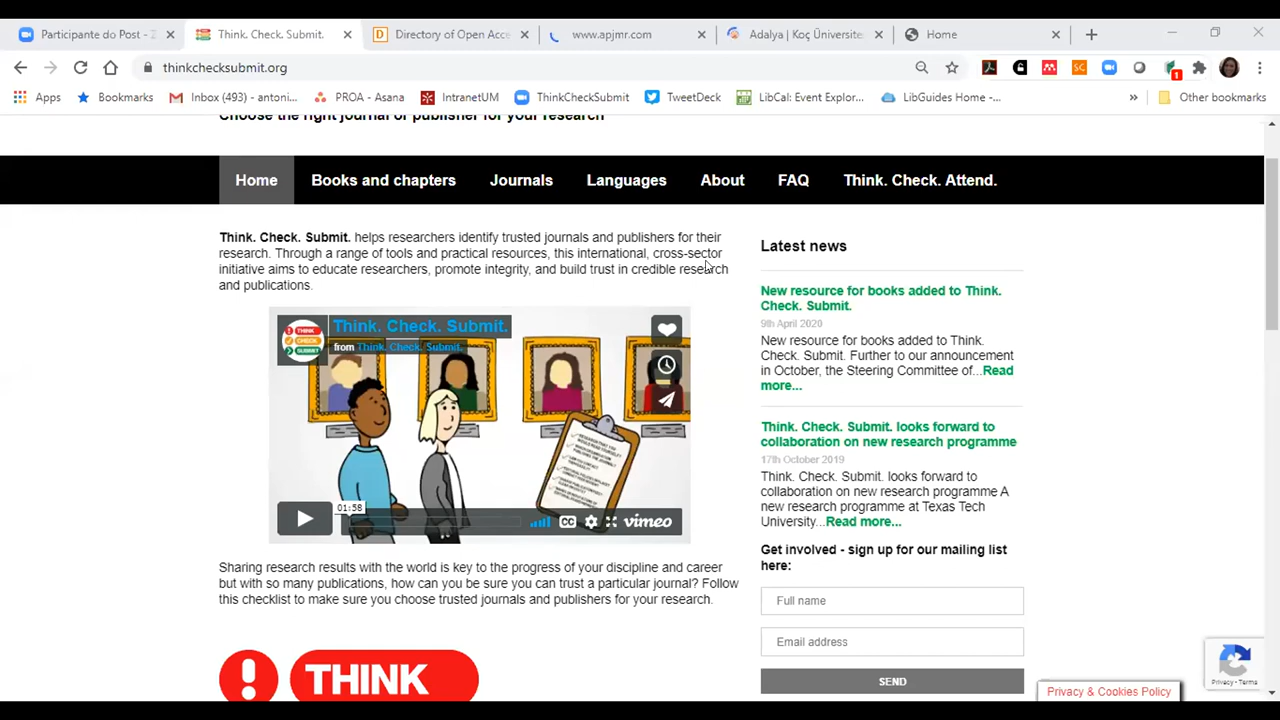 Participante do Post - Z
Think. Check. Submit.
Directory of Open Acce
www.apjmr.com
Adalya | Koç Üniversite
Home
thinkchecksubmit.org
1
Apps
Bookmarks
Inbox (493) - antoni...
PROA - Asana
IntranetUM
ThinkCheckSubmit
TweetDeck
LibCal: Event Explor...
LibGuides Home -...
»
Other bookmarks
Choose the right journal or publisher for your research
Home
Books and chapters
Journals
Languages
About
FAQ
Think. Check. Attend.
Think. Check. Submit. helps researchers identify trusted journals and publishers for their
research. Through a range of tools and practical resources, this international, cross-sector
initiative aims to educate researchers, promote integrity, and build trust in credible research
and publications.
THINK
CHECK
SUBMIT
Think. Check. Submit.
from Think. Check. Submit.
01:58
CC
vimeo
Sharing research results with the world is key to the progress of your discipline and career
but with so many publications, how can you be sure you can trust a particular journal? Follow
this checklist to make sure you choose trusted journals and publishers for your research.
! THINK
Latest news
New resource for books added to Think.
Check. Submit.
9th April 2020
New resource for books added to Think.
Check. Submit. Further to our announcement
in October, the Steering Committee of...Read
more...
Think. Check. Submit. looks forward to
collaboration on new research programme
17th October 2019
Think. Check. Submit. looks forward to
collaboration on new research programme A
new research programme at Texas Tech
University...Read more...
Get involved - sign up for our mailing list
here:
Full name
Email address
SEND
Privacy - Terms
Privacy & Cookies Policy